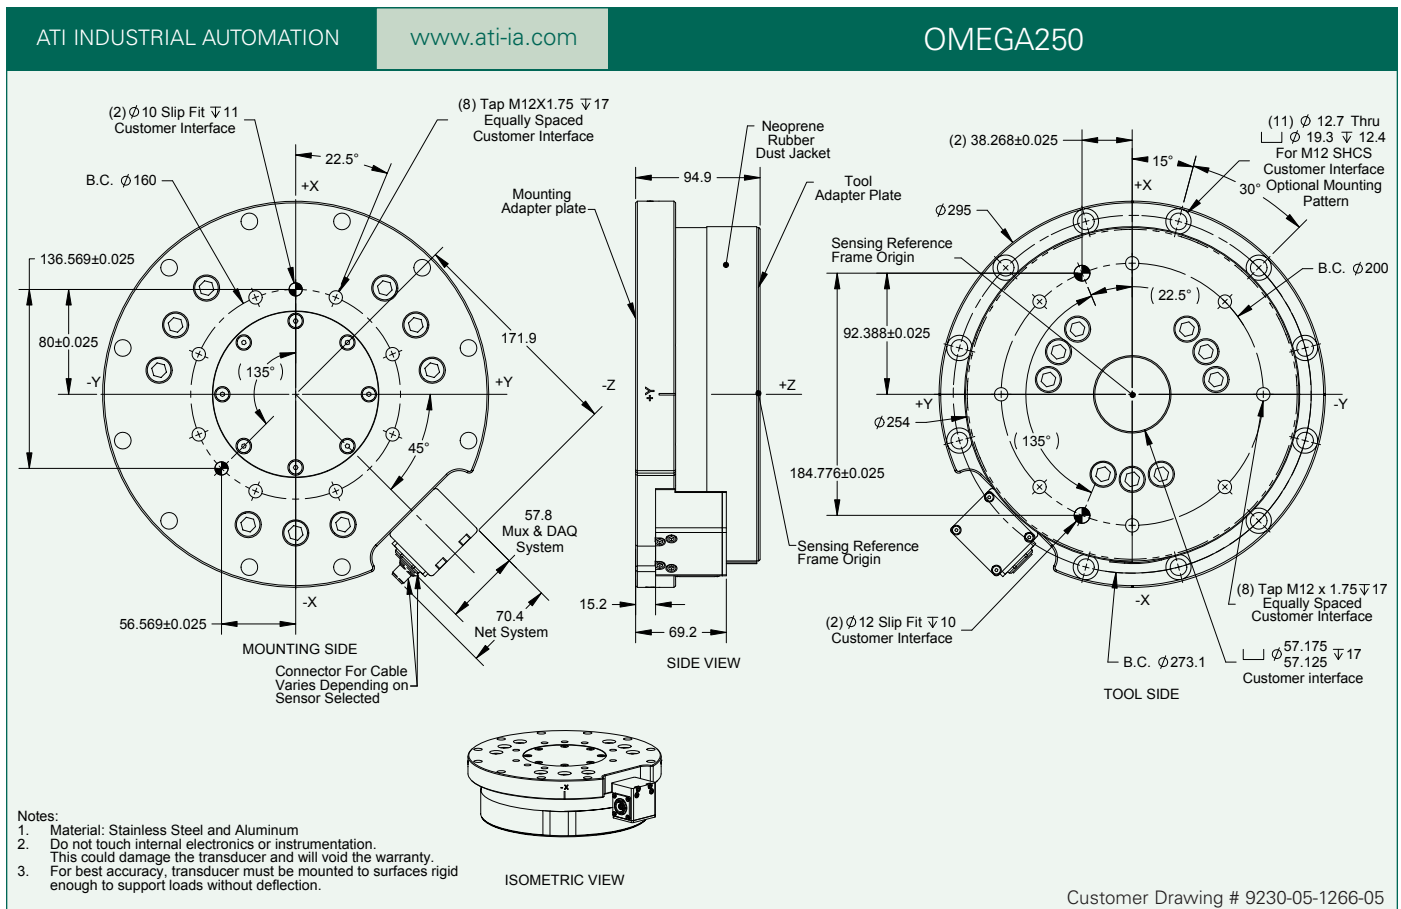 ATI INDUSTRIAL AUTOMATION
www.ati-ia.com
OMEGA250
(2) ⌀10 Slip Fit ↧11
Customer Interface
(8) Tap M12X1.75 ↧17
Equally Spaced
Customer Interface
22.5°
+X
B.C. ⌀160
136.569±0.025
80±0.025
-Y
+Y
(135°)
171.9
45°
57.8
Mux & DAQ
System
70.4
Net System
-X
56.569±0.025
MOUNTING SIDE
Connector For Cable
Varies Depending on
Sensor Selected
Neoprene
Rubber
Dust Jacket
94.9
Mounting
Adapter plate
Tool
Adapter Plate
-Z
+Y
+Z
Sensing Reference
Frame Origin
15.2
69.2
SIDE VIEW
(2) 38.268±0.025
15°
+X
30°
(11) ⌀ 12.7 Thru
⌴ ⌀ 19.3 ↧ 12.4
For M12 SHCS
Customer Interface
Optional Mounting
Pattern
⌀295
Sensing Reference
Frame Origin
B.C. ⌀200
(22.5°)
92.388±0.025
+Y
-Y
⌀254
(135°)
184.776±0.025
(2) ⌀12 Slip Fit ↧10
Customer Interface
-X
B.C. ⌀273.1
(8) Tap M12 x 1.75↧17
Equally Spaced
Customer Interface
⌴ ⌀57.175
57.125 ↧17
Customer interface
TOOL SIDE
-X
ISOMETRIC VIEW
Notes:
1. Material: Stainless Steel and Aluminum
2. Do not touch internal electronics or instrumentation.
This could damage the transducer and will void the warranty.
3. For best accuracy, transducer must be mounted to surfaces rigid
enough to support loads without deflection.
Customer Drawing # 9230-05-1266-05